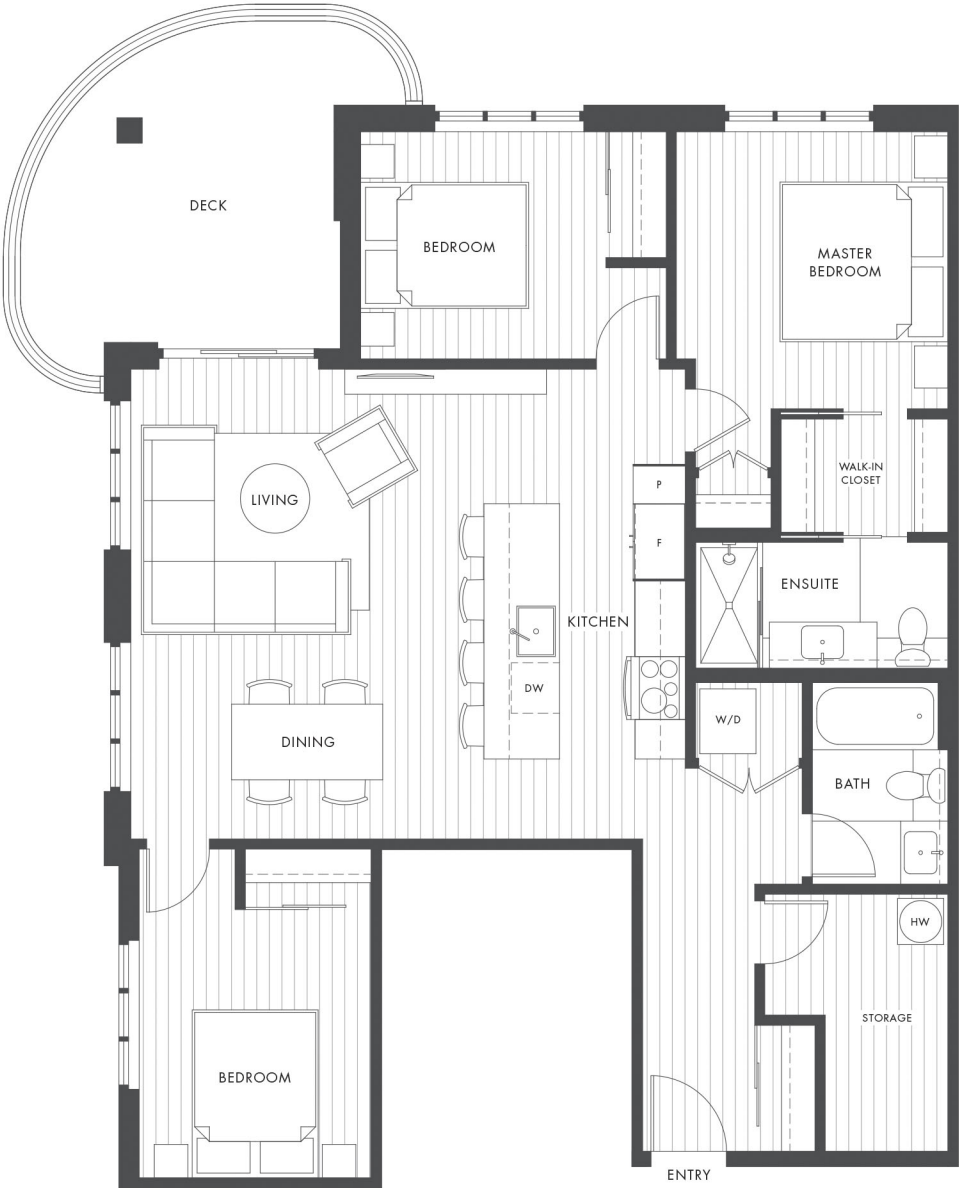 DECK
BEDROOM
MASTER
BEDROOM
WALK-IN
CLOSET
P
LIVING
F
ENSUITE
KITCHEN
DW
W/D
DINING
BATH
HW
STORAGE
BEDROOM
ENTRY